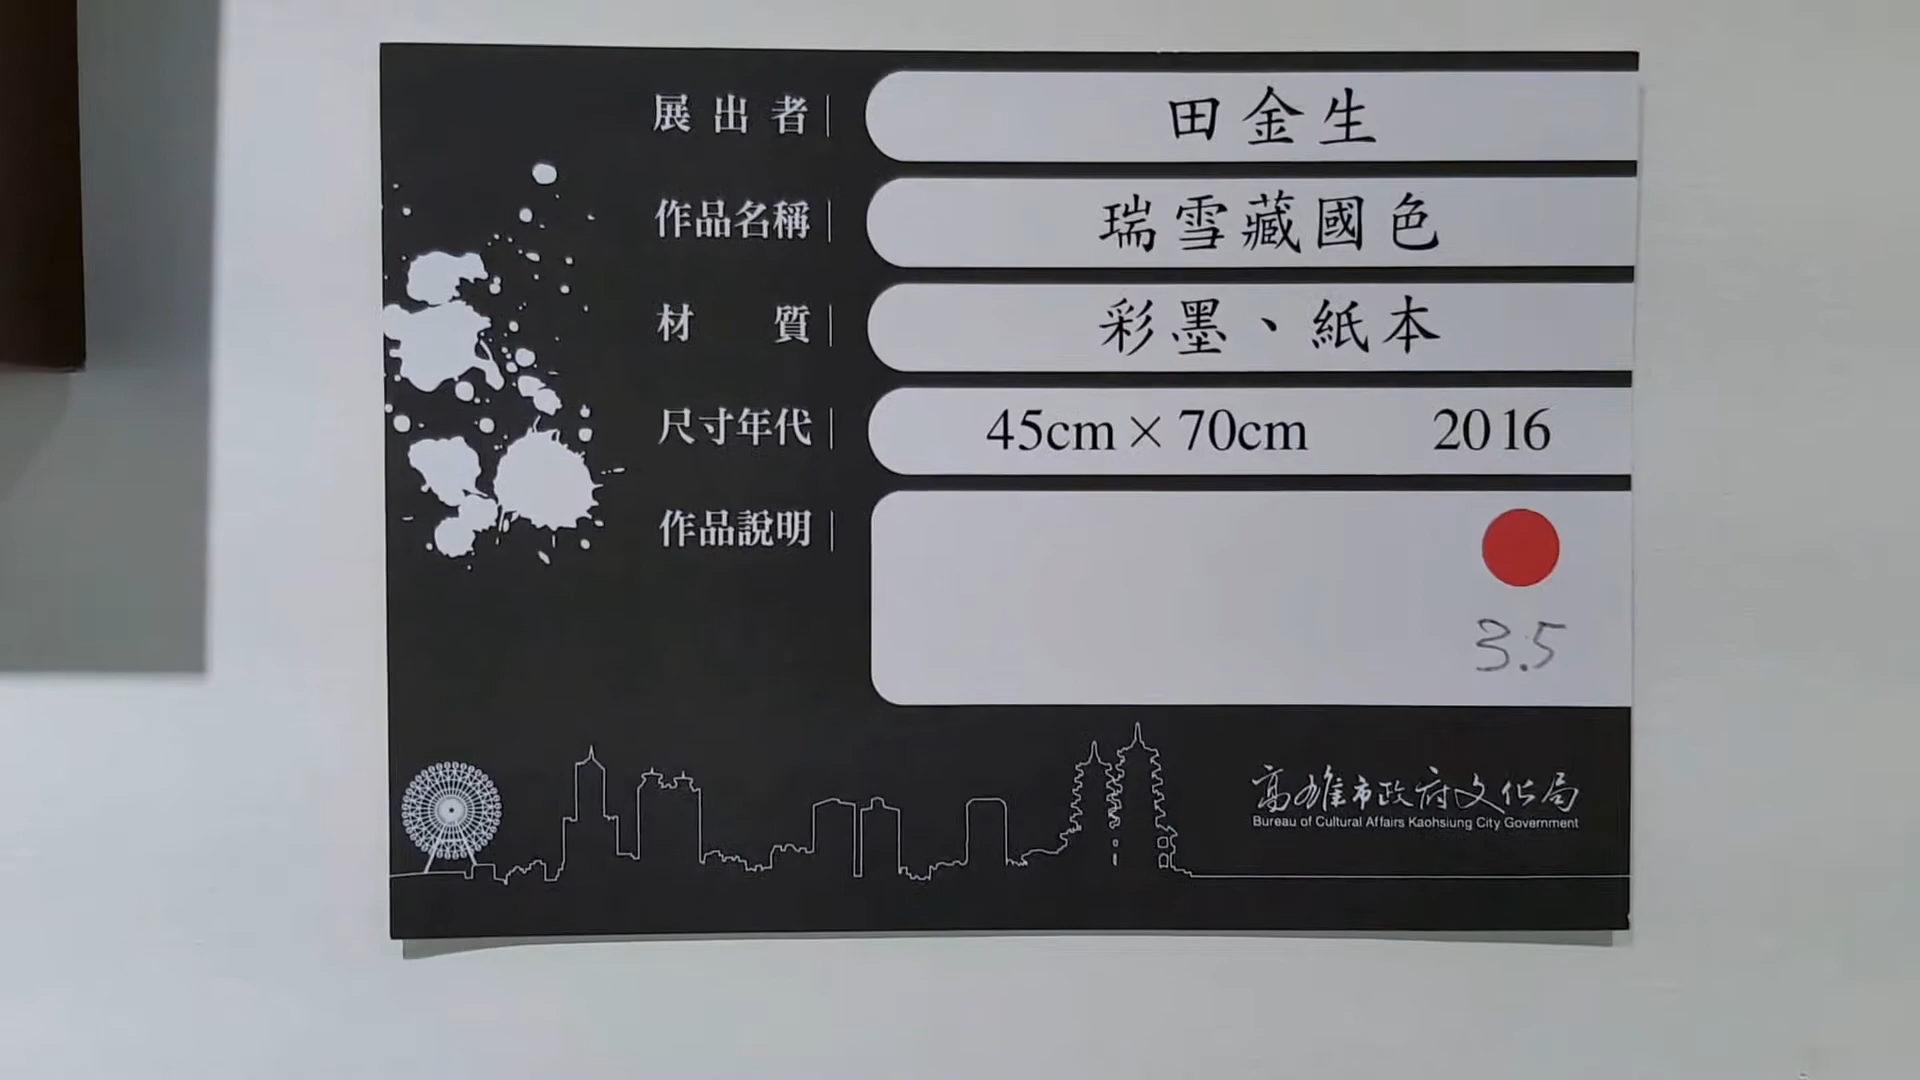 展出者 田金生
作品名稱 瑞雪藏國色
材質 彩墨、紙本
尺寸年代 45cm×70cm 2016
作品說明
3.5
高雄市政府文化局
Bureau of Cultural Affairs Kaohsiung City Government